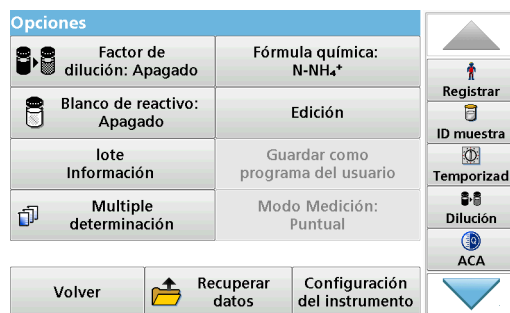 Opciones
Factor de
dilución: Apagado
Fórmula química:
N-NH₄⁺
Blanco de reactivo:
Apagado
Edición
lote
Información
Guardar como
programa del usuario
Multiple
determinación
Modo Medición:
Puntual
Volver
Recuperar
datos
Configuración
del instrumento
Registrar
ID muestra
Temporizad
Dilución
ACA